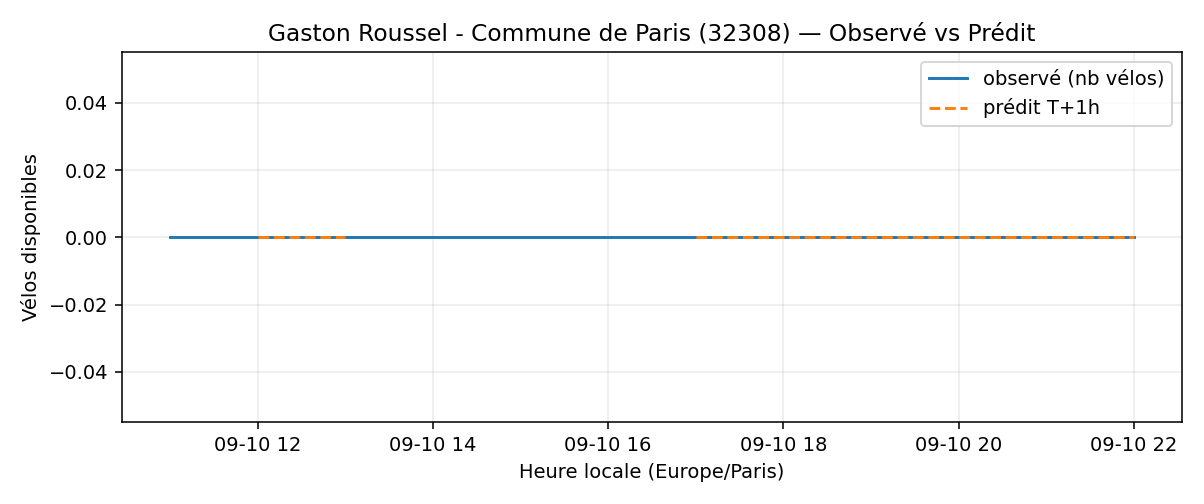 Gaston Roussel - Commune de Paris (32308) — Observé vs Prédit
observé (nb vélos)
prédit T+1h
Vélos disponibles
0.04
0.02
0.00
−0.02
−0.04
09-10 12
09-10 14
09-10 16
09-10 18
09-10 20
09-10 22
Heure locale (Europe/Paris)